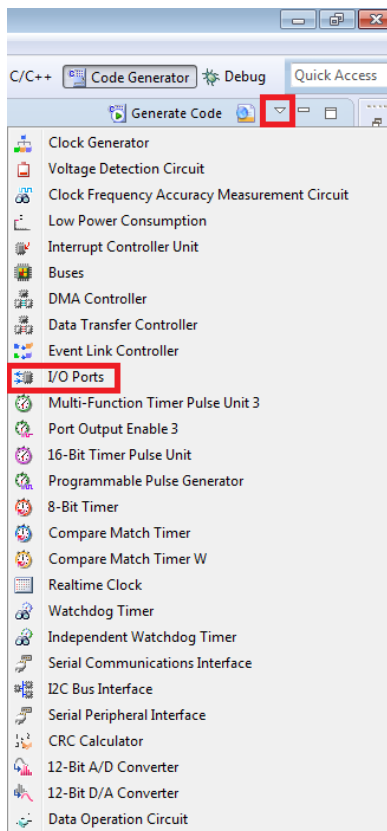 C/C++ Code Generator Debug Quick Access
Generate Code
Clock Generator
Voltage Detection Circuit
Clock Frequency Accuracy Measurement Circuit
Low Power Consumption
Interrupt Controller Unit
Buses
DMA Controller
Data Transfer Controller
Event Link Controller
I/O Ports
Multi-Function Timer Pulse Unit 3
Port Output Enable 3
16-Bit Timer Pulse Unit
Programmable Pulse Generator
8-Bit Timer
Compare Match Timer
Compare Match Timer W
Realtime Clock
Watchdog Timer
Independent Watchdog Timer
Serial Communications Interface
I2C Bus Interface
Serial Peripheral Interface
CRC Calculator
12-Bit A/D Converter
12-Bit D/A Converter
Data Operation Circuit